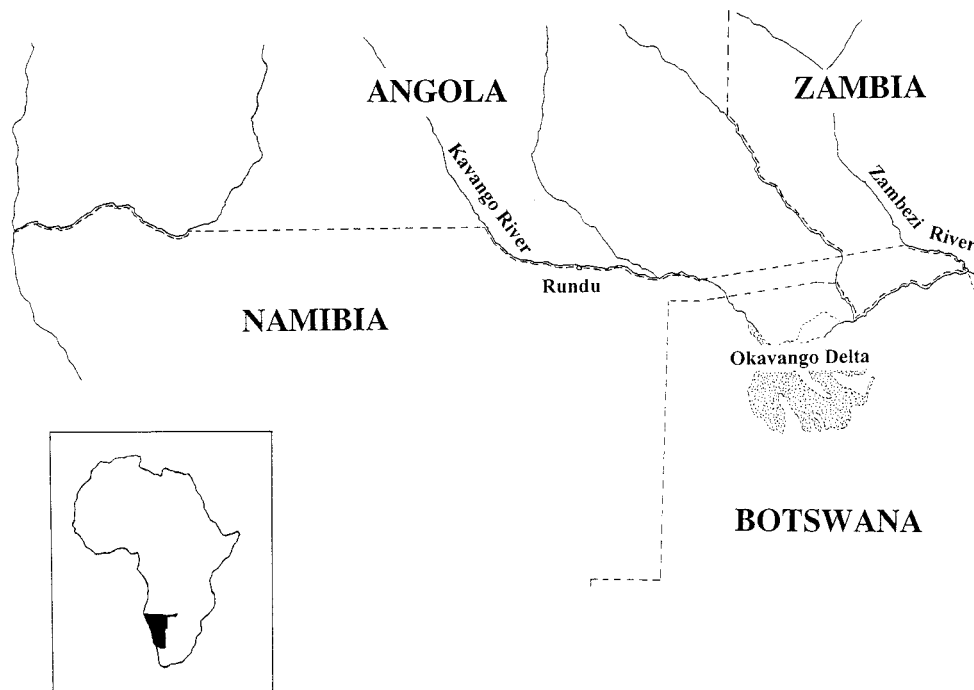 ANGOLA
ZAMBIA
Kavango River
Zambezi
River
Rundu
NAMIBIA
Okavango Delta
BOTSWANA